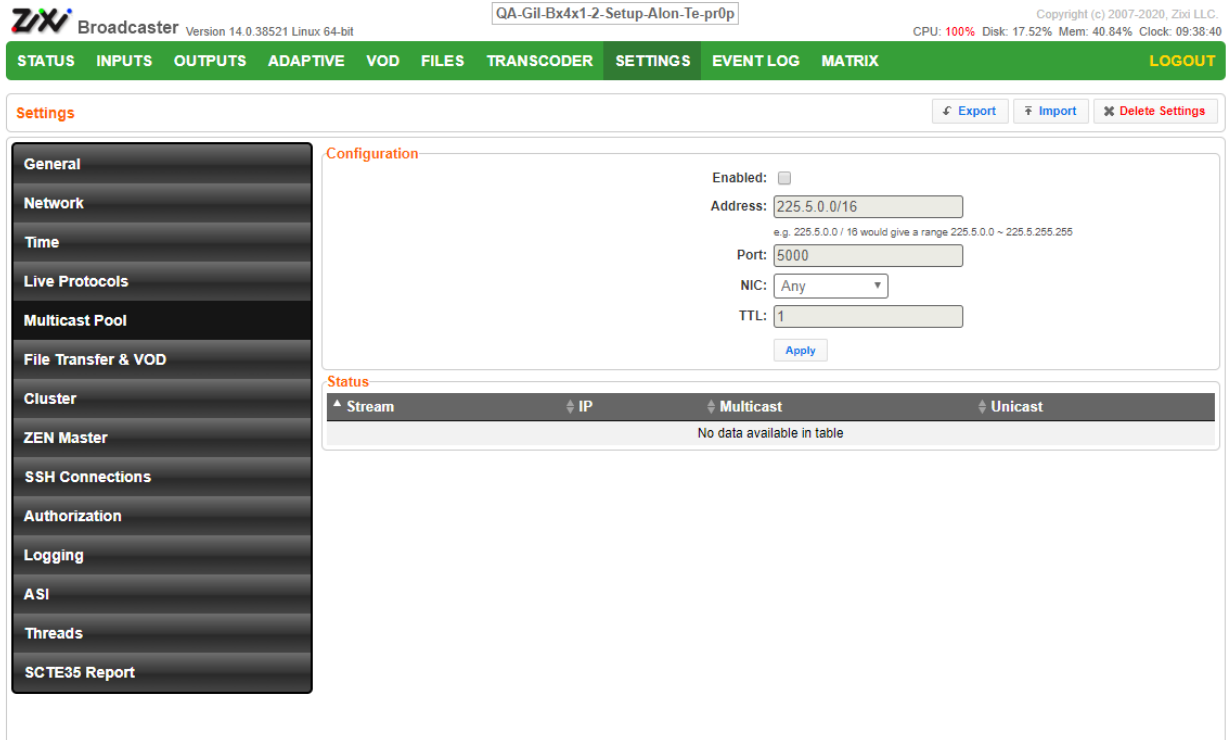 ZiXi Broadcaster Version 14.0.38521 Linux 64-bit
QA-Gil-Bx4x1-2-Setup-Alon-Te-pr0p
Copyright (c) 2007-2020, Zixi LLC.
CPU: 100% Disk: 17.52% Mem: 40.84% Clock: 09:38:40
STATUS INPUTS OUTPUTS ADAPTIVE VOD FILES TRANSCODER SETTINGS EVENT LOG MATRIX LOGOUT
Settings
Export Import Delete Settings
General
Network
Time
Live Protocols
Multicast Pool
File Transfer & VOD
Cluster
ZEN Master
SSH Connections
Authorization
Logging
ASI
Threads
SCTE35 Report
Configuration
Enabled:
Address: 225.5.0.0/16
e.g. 225.5.0.0 / 16 would give a range 225.5.0.0 ~ 225.5.255.255
Port: 5000
NIC: Any
TTL: 1
Apply
Status
Stream IP Multicast Unicast
No data available in table